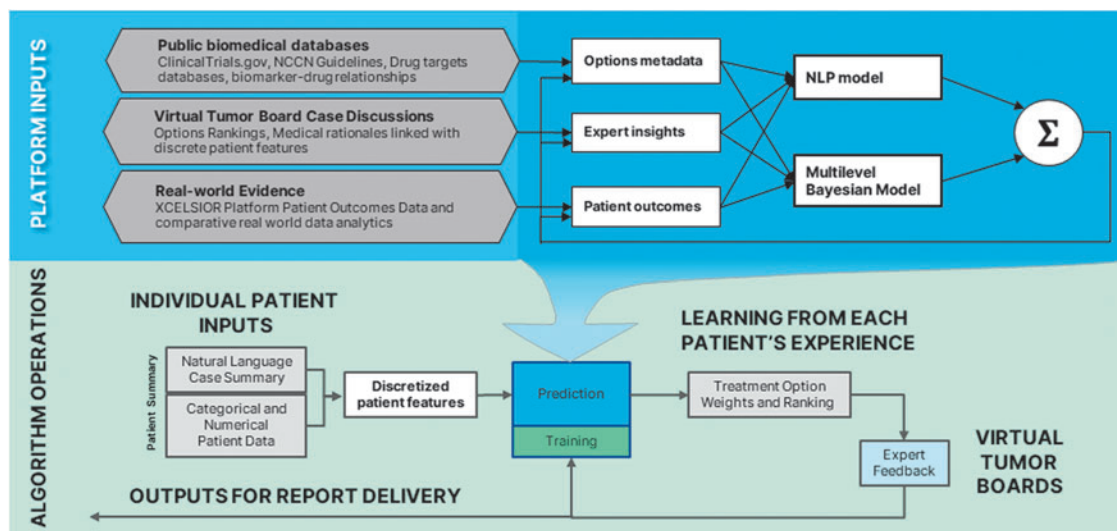 PLATFORM INPUTS
Public biomedical databases
ClinicalTrials.gov, NCCN Guidelines, Drug targets
databases, biomarker-drug relationships
Virtual Tumor Board Case Discussions
Options Rankings, Medical rationales linked with
discrete patient features
Real-world Evidence
XCELSIOR Platform Patient Outcomes Data and
comparative real world data analytics
Options metadata
Expert insights
Patient outcomes
NLP model
Multilevel
Bayesian Model
Σ
ALGORITHM OPERATIONS
INDIVIDUAL PATIENT
INPUTS
Patient Summary
Natural Language
Case Summary
Categorical and
Numerical
Patient Data
Discretized
patient features
Prediction
Training
LEARNING FROM EACH
PATIENT'S EXPERIENCE
Treatment Option
Weights and Ranking
Expert
Feedback
VIRTUAL
TUMOR
BOARDS
OUTPUTS FOR REPORT DELIVERY